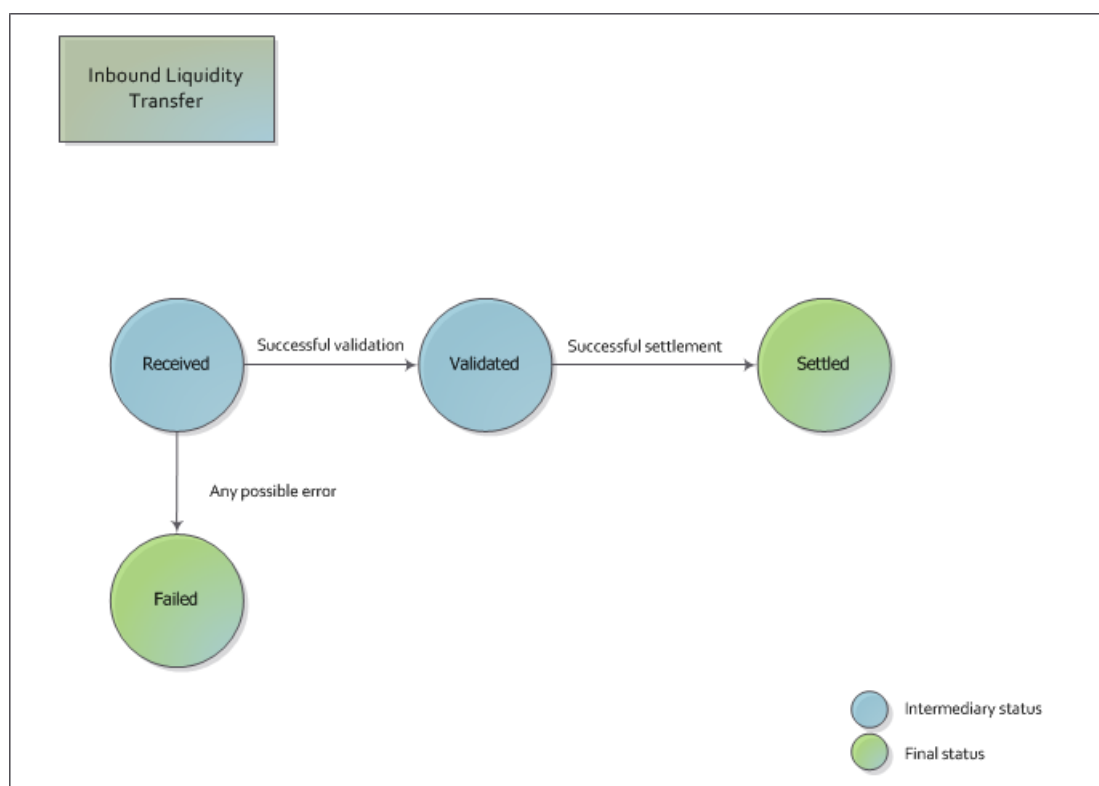 Inbound Liquidity
Transfer
Received
Successful validation
Validated
Successful settlement
Settled
Any possible error
Failed
Intermediary status
Final status